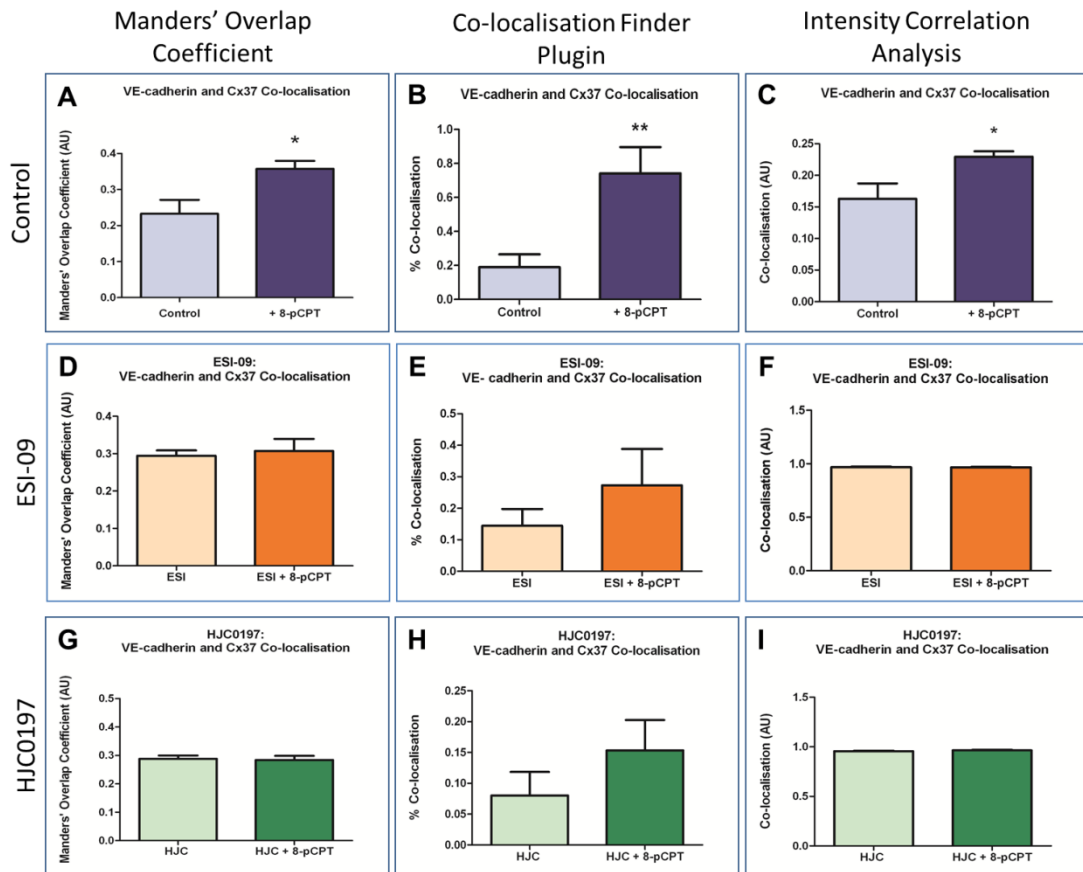 Manders' Overlap
Coefficient
Co-localisation Finder
Plugin
Intensity Correlation
Analysis
Control
A
VE-cadherin and Cx37 Co-localisation
Manders' Overlap Coefficient (AU)
0.4
0.3
0.2
0.1
0.0
*
Control
+ 8-pCPT
B
VE-cadherin and Cx37 Co-localisation
% Co-localisation
1.0
0.8
0.6
0.4
0.2
0.0
**
Control
+ 8-pCPT
C
VE-cadherin and Cx37 Co-localisation
Co-localisation (AU)
0.25
0.20
0.15
0.10
0.05
0.00
*
Control
+ 8-pCPT
ESI-09
D
ESI-09:
VE-cadherin and Cx37 Co-localisation
Manders' Overlap Coefficient (AU)
0.4
0.3
0.2
0.1
0.0
ESI
ESI + 8-pCPT
E
ESI-09:
VE- cadherin and Cx37 Co-localisation
% Co-localisation
0.5
0.4
0.3
0.2
0.1
0.0
ESI
ESI + 8-pCPT
F
ESI-09:
VE-cadherin and Cx37 Co-localisation
Co-localisation (AU)
1.5
1.0
0.5
0.0
ESI
ESI + 8-pCPT
HJC0197
G
HJC0197:
VE-cadherin and Cx37 Co-localisation
Manders' Overlap Coefficient (AU)
0.5
0.4
0.3
0.2
0.1
0.0
HJC
HJC + 8-pCPT
H
HJC0197:
VE-cadherin and Cx37 Co-localisation
% Co-localisation
0.25
0.20
0.15
0.10
0.05
0.00
HJC
HJC + 8-pCPT
I
HJC0197:
VE-cadherin and Cx37 Co-localisation
Co-localisation (AU)
1.5
1.0
0.5
0.0
HJC
HJC + 8-pCPT